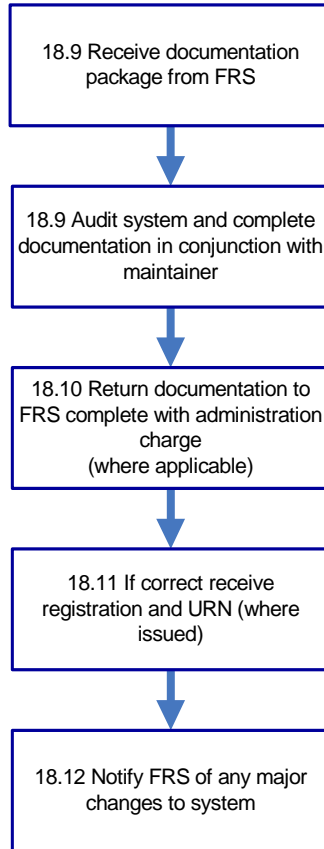 18.9 Receive documentation
package from FRS
18.9 Audit system and complete
documentation in conjunction with
maintainer
18.10 Return documentation to
FRS complete with administration
charge
(where applicable)
18.11 If correct receive
registration and URN (where
issued)
18.12 Notify FRS of any major
changes to system